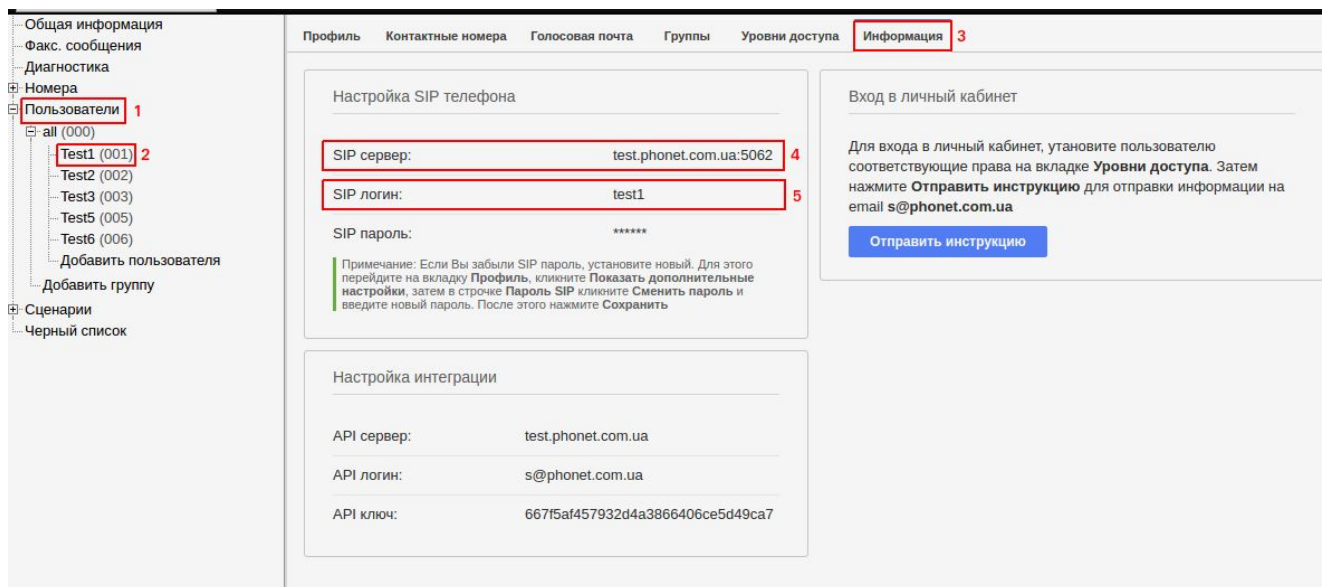 Общая информация
Факс. сообщения
Диагностика
Номера
Пользователи 1
all (000)
Test1 (001) 2
Test2 (002)
Test3 (003)
Test5 (005)
Test6 (006)
Добавить пользователя
Добавить группу
Сценарии
Черный список
Профиль Контактные номера Голосовая почта Группы Уровни доступа Информация 3
Настройка SIP телефона
SIP сервер: test.phonet.com.ua:5062 4
SIP логин: test1 5
SIP пароль: ******
Примечание: Если Вы забыли SIP пароль, установите новый. Для этого
перейдите на вкладку Профиль, кликните Показать дополнительные
настройки, затем в строчке Пароль SIP кликните Сменить пароль и
введите новый пароль. После этого нажмите Сохранить
Настройка интеграции
API сервер: test.phonet.com.ua
API логин: s@phonet.com.ua
API ключ: 667f5af457932d4a3866406ce5d49ca7
Вход в личный кабинет
Для входа в личный кабинет, установите пользователю
соответствующие права на вкладке Уровни доступа. Затем
нажмите Отправить инструкцию для отправки информации на
email s@phonet.com.ua
Отправить инструкцию